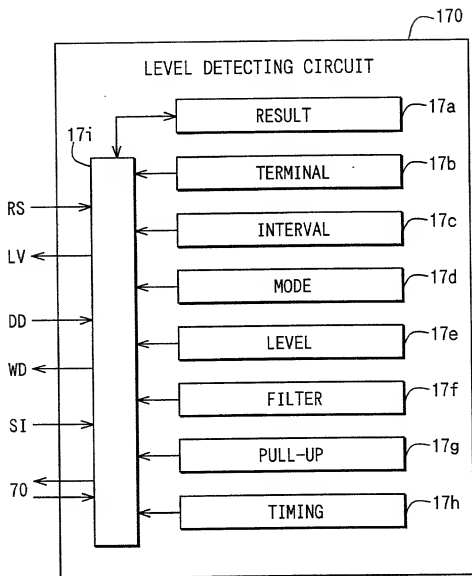 170
LEVEL DETECTING CIRCUIT
17i
RESULT 17a
TERMINAL 17b
RS
INTERVAL 17c
LV
MODE 17d
DD
LEVEL 17e
WD
FILTER 17f
SI
PULL-UP 17g
70
TIMING 17h